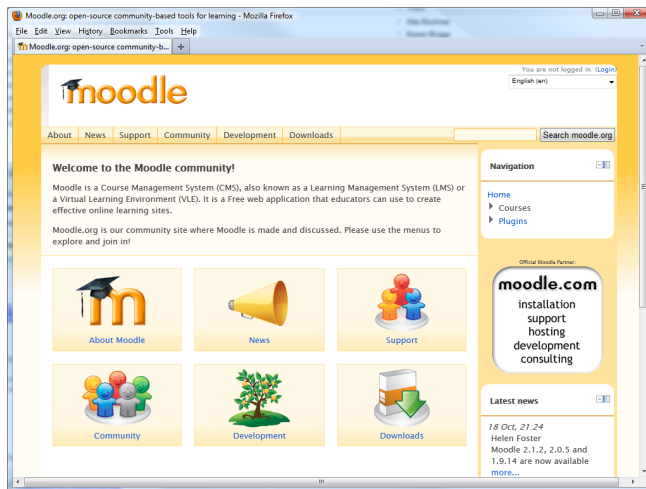 Moodle.org: open-source community-based tools for learning - Mozilla Firefox
File Edit View History Bookmarks Tools Help
Moodle.org: open-source community-b...
You are not logged in. (Login)
English (en)
moodle
About News Support Community Development Downloads
Search moodle.org
Welcome to the Moodle community!
Moodle is a Course Management System (CMS), also known as a Learning Management System (LMS) or
a Virtual Learning Environment (VLE). It is a Free web application that educators can use to create
effective online learning sites.
Moodle.org is our community site where Moodle is made and discussed. Please use the menus to
explore and join in!
About Moodle
News
Support
Community
Development
Downloads
Navigation
Home
Courses
Plugins
Official Moodle Partner:
moodle.com
installation
support
hosting
development
consulting
Latest news
18 Oct, 21:24
Helen Foster
Moodle 2.1.2, 2.0.5 and
1.9.14 are now available
more...